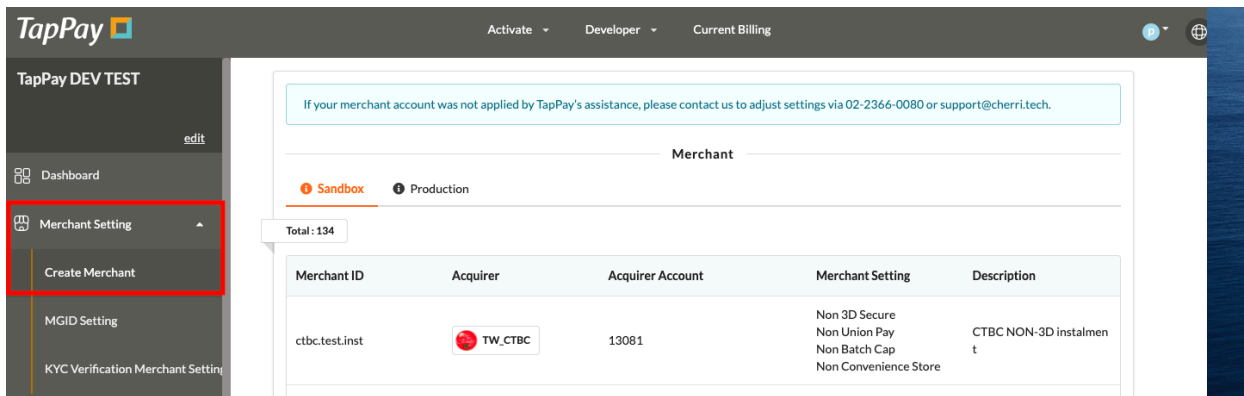 TapPay
Activate
Developer
Current Billing
p
TapPay DEV TEST
edit
Dashboard
Merchant Setting
Create Merchant
MGID Setting
KYC Verification Merchant Setting
If your merchant account was not applied by TapPay's assistance, please contact us to adjust settings via 02-2366-0080 or support@cherri.tech.
Merchant
Sandbox
Production
Total : 134
Merchant ID Acquirer Acquirer Account Merchant Setting Description
ctbc.test.inst
TW_CTBC
13081
Non 3D Secure
Non Union Pay
Non Batch Cap
Non Convenience Store
CTBC NON-3D instalmen
t